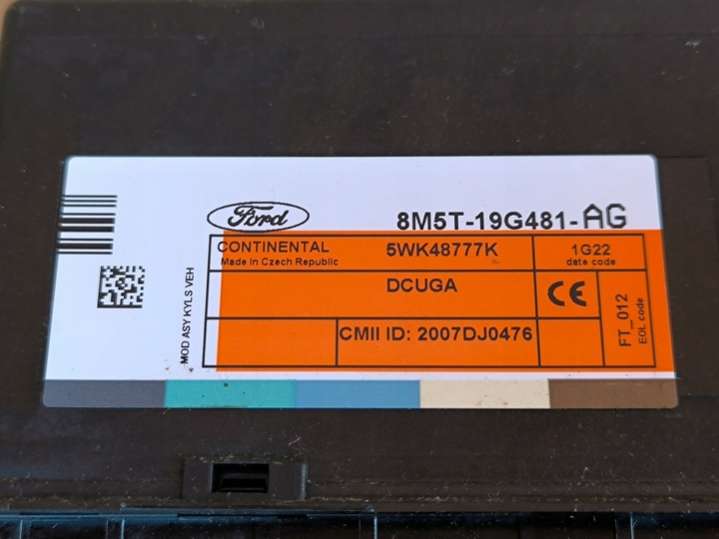 Ford
8M5T-19G481-AG
CONTINENTAL 5WK48777K 1G22
Made in Czech Republic date code
DCUGA CE
CMII ID: 2007DJ0476
MOD ASY KYLS VEH
FT_012
EOL code